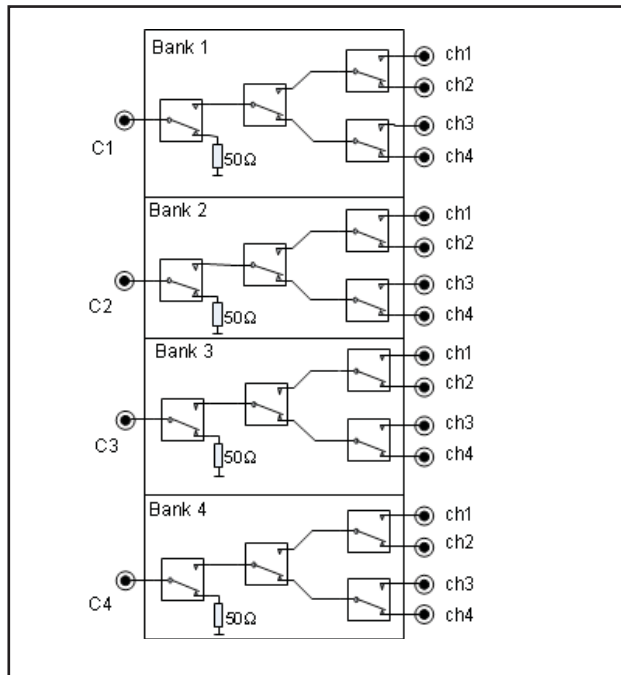 Bank 1
ch1
ch2
ch3
C1
ch4
50Ω
Bank 2
ch1
ch2
ch3
C2
ch4
50Ω
Bank 3
ch1
ch2
ch3
C3
ch4
50Ω
Bank 4
ch1
ch2
ch3
C4
ch4
50Ω